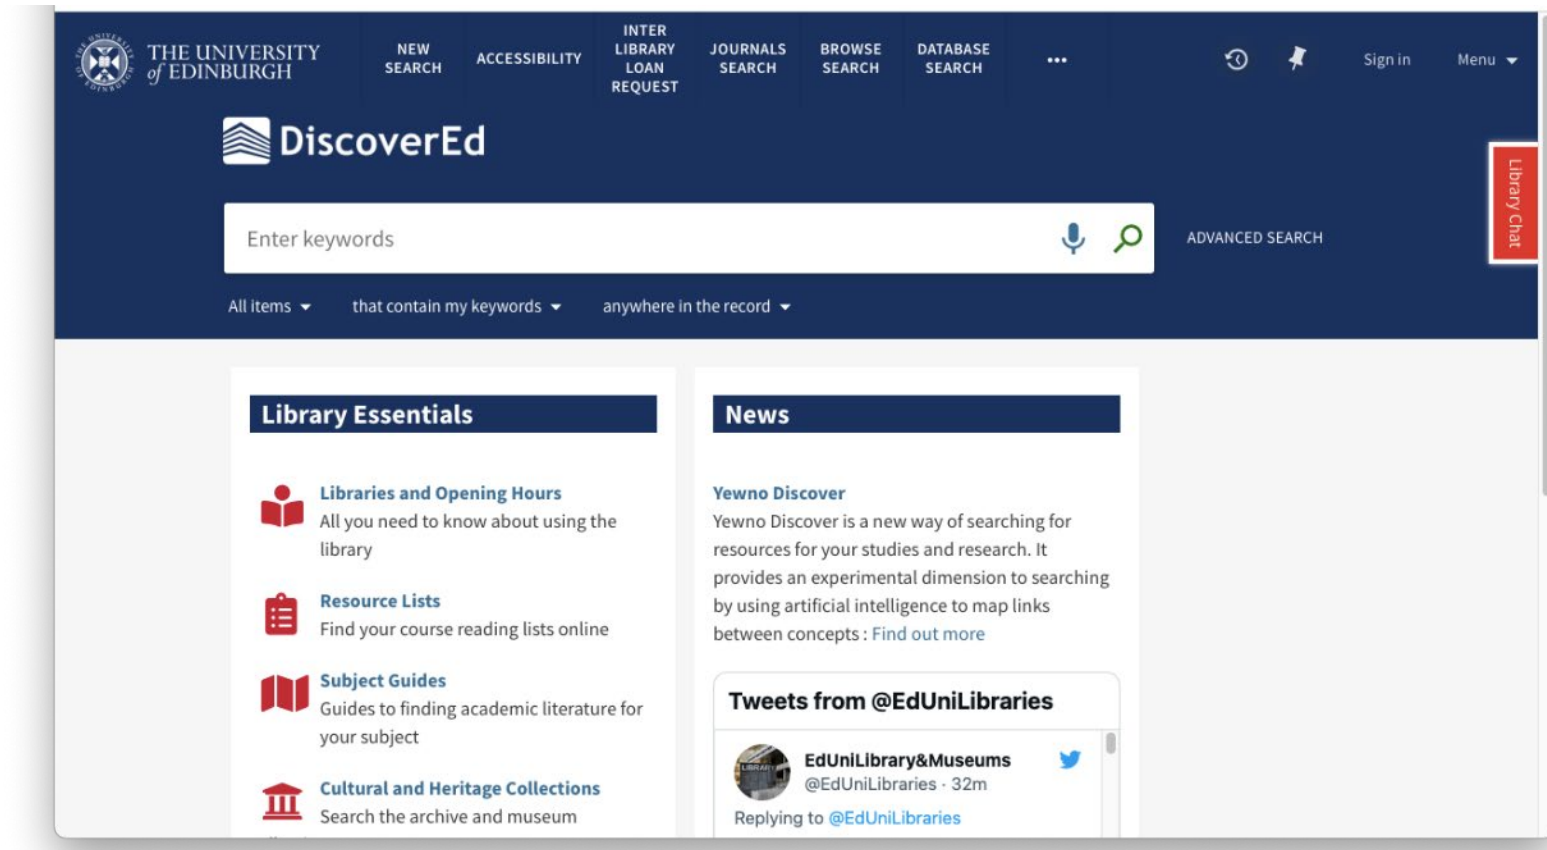 THE UNIVERSITY
of EDINBURGH
NEW
SEARCH
ACCESSIBILITY
INTER
LIBRARY
LOAN
REQUEST
JOURNALS
SEARCH
BROWSE
SEARCH
DATABASE
SEARCH
Sign in
Menu
DiscoverEd
Library Chat
Enter keywords
ADVANCED SEARCH
All items
that contain my keywords
anywhere in the record
Library Essentials
Libraries and Opening Hours
All you need to know about using the
library
Resource Lists
Find your course reading lists online
Subject Guides
Guides to finding academic literature for
your subject
Cultural and Heritage Collections
Search the archive and museum
News
Yewno Discover
Yewno Discover is a new way of searching for
resources for your studies and research. It
provides an experimental dimension to searching
by using artificial intelligence to map links
between concepts : Find out more
Tweets from @EdUniLibraries
LIBRARY
EdUniLibrary&Museums
@EdUniLibraries · 32m
Replying to @EdUniLibraries